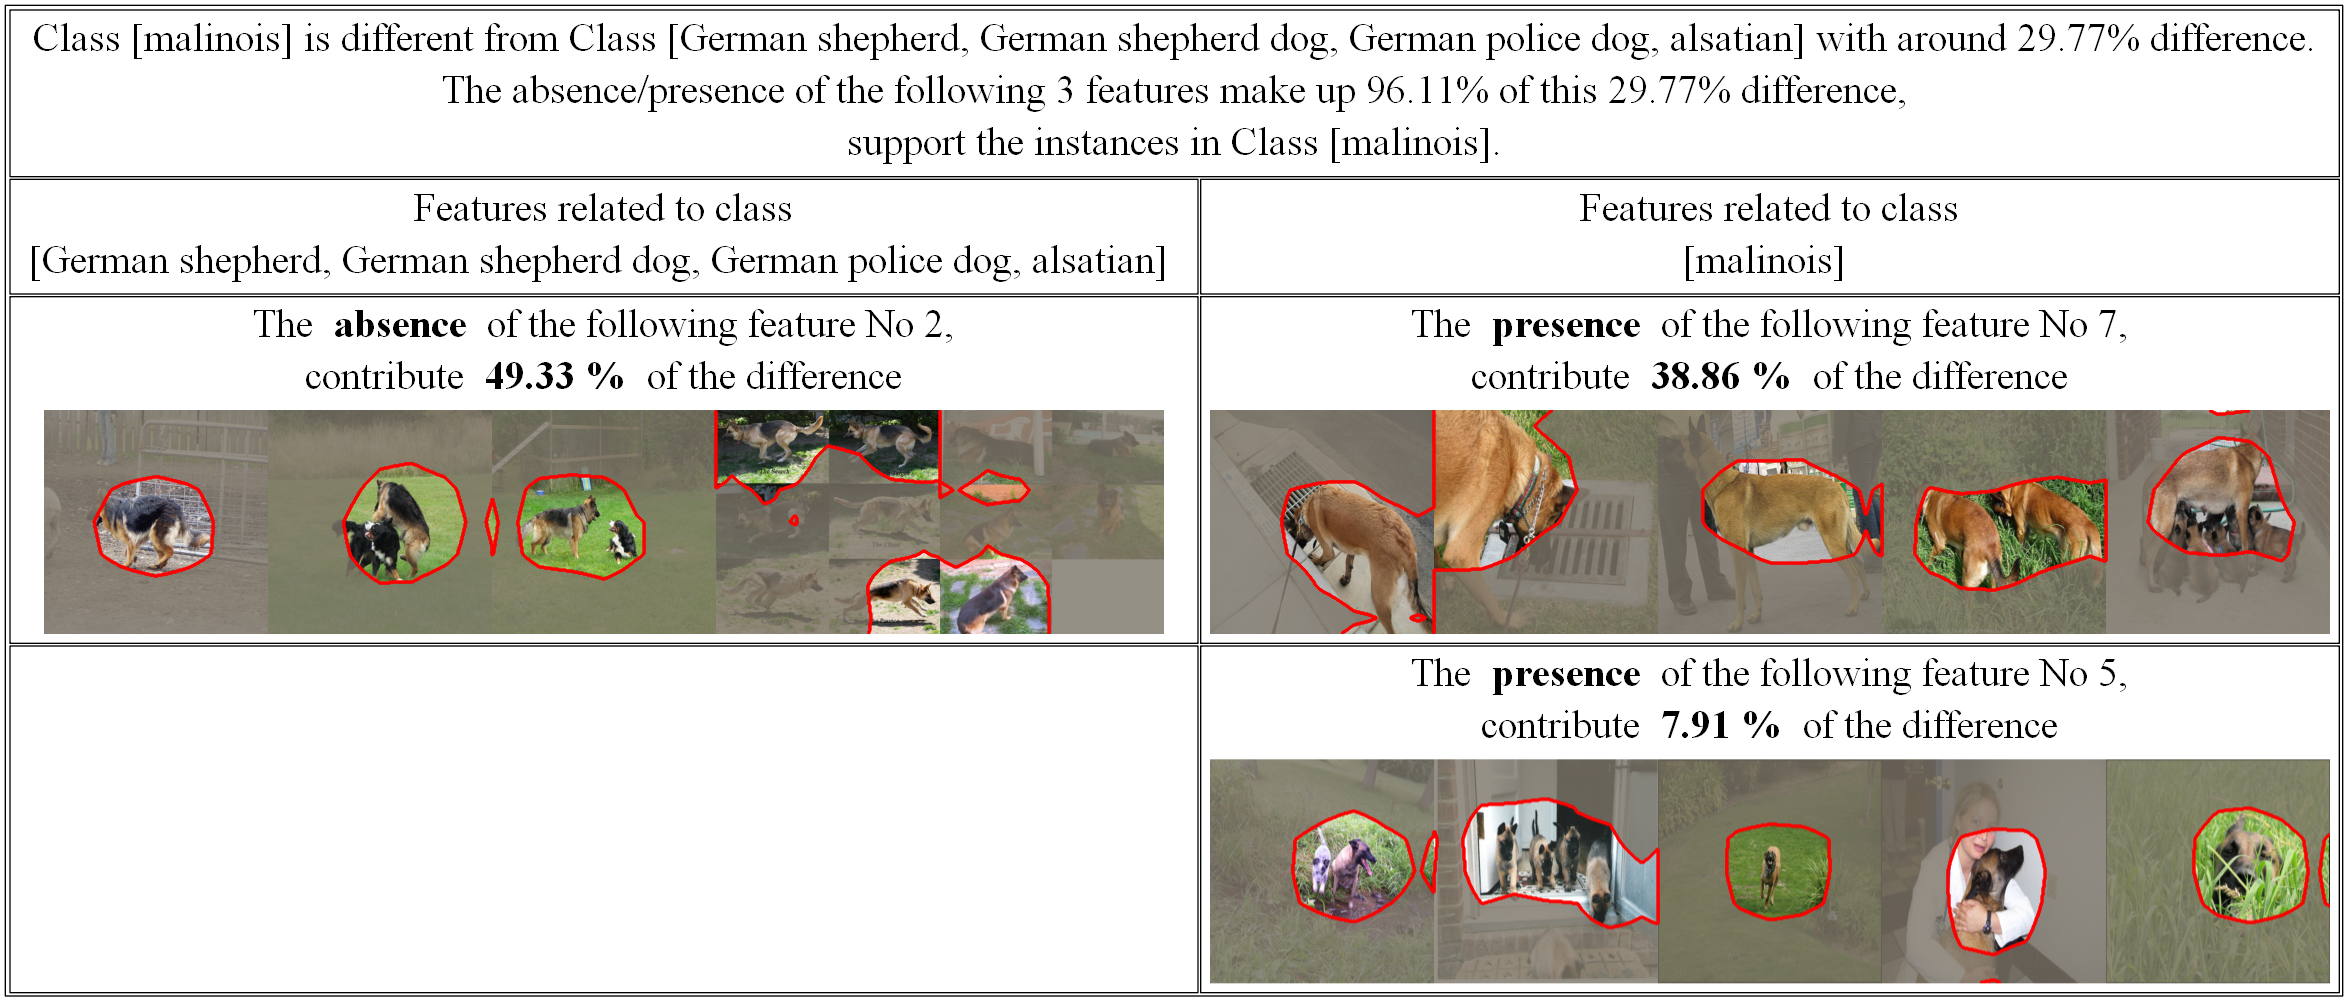 Class [malinois] is different from Class [German shepherd, German shepherd dog, German police dog, alsatian] with around 29.77% difference.
The absence/presence of the following 3 features make up 96.11% of this 29.77% difference,
support the instances in Class [malinois].
Features related to class
[German shepherd, German shepherd dog, German police dog, alsatian]
Features related to class
[malinois]
The absence of the following feature No 2,
contribute 49.33 % of the difference
The presence of the following feature No 7,
contribute 38.86 % of the difference
The presence of the following feature No 5,
contribute 7.91 % of the difference